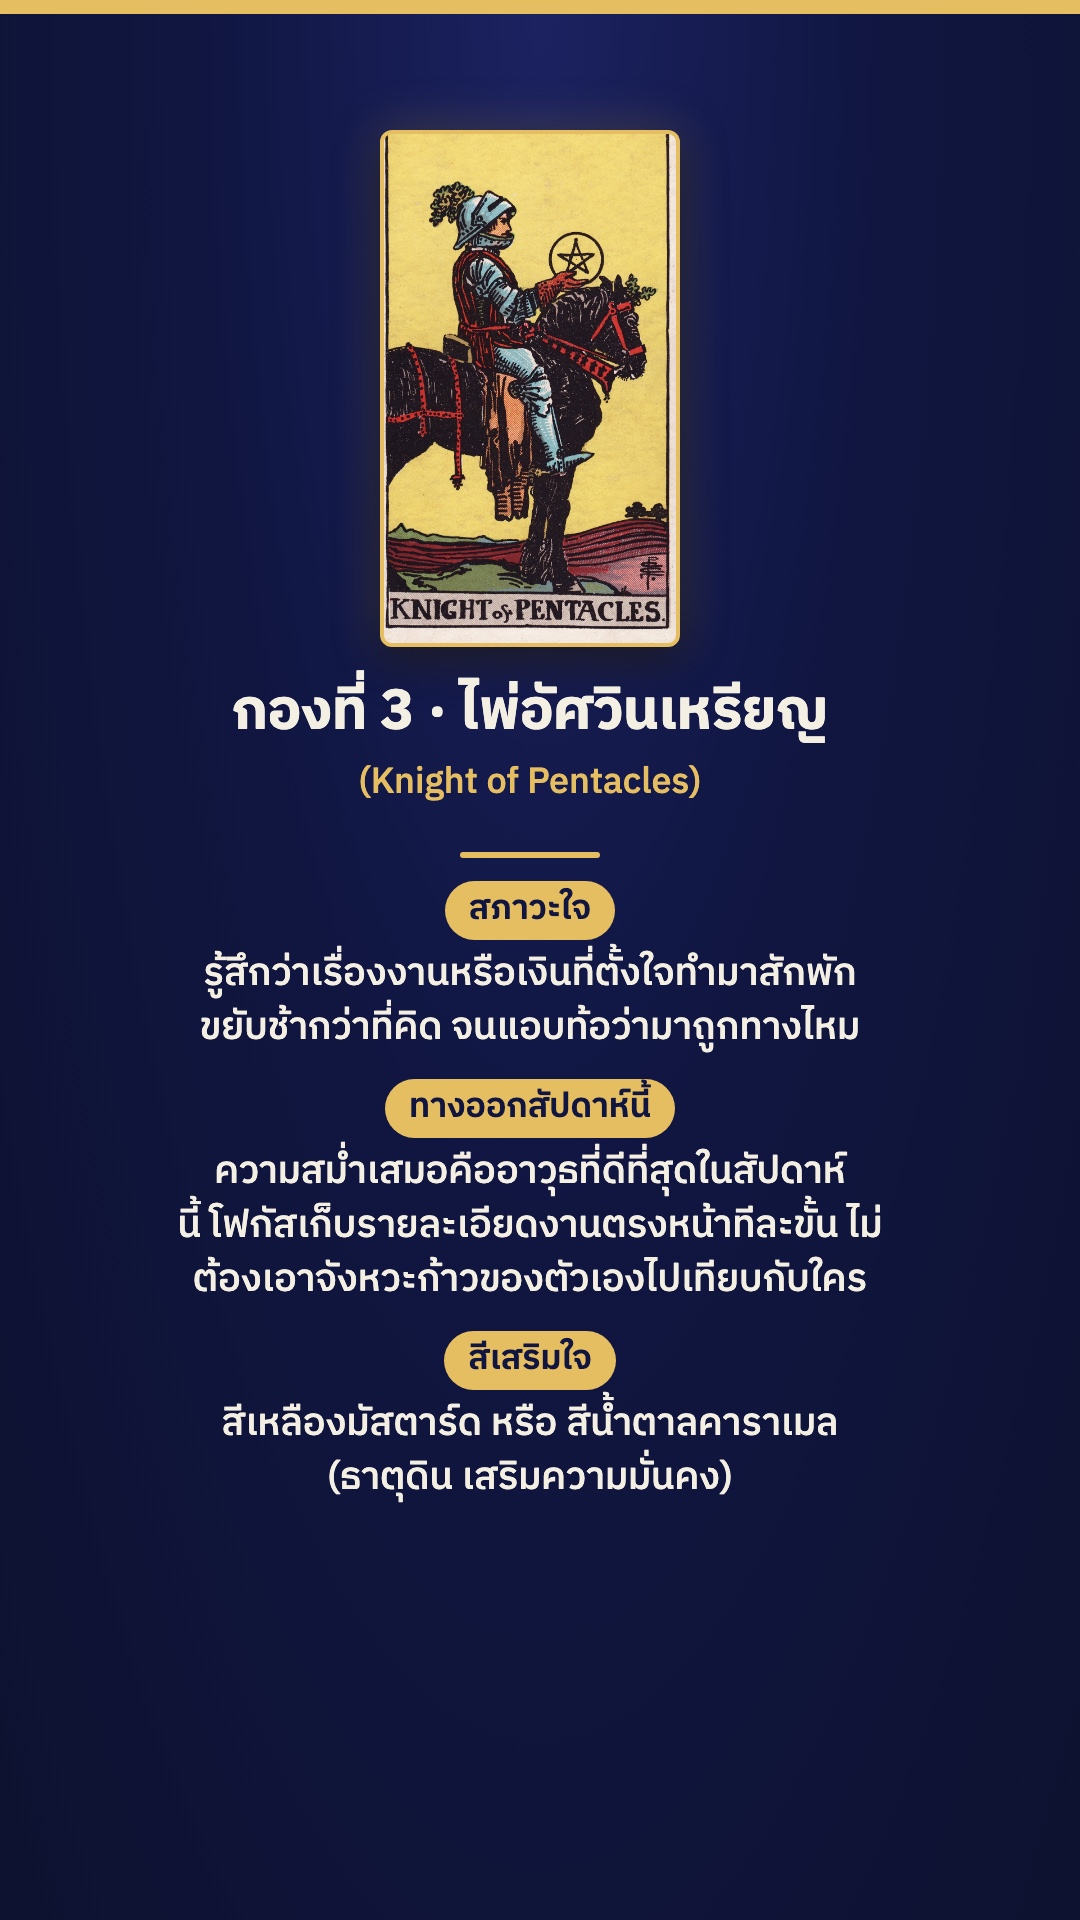 KNIGHT of PENTACLES.
กองที่ 3 · ไพ่อัศวินเหรียญ
(Knight of Pentacles)
สภาวะใจ
รู้สึกว่าเรื่องงานหรือเงินที่ตั้งใจทำมาสักพัก
ขยับช้ากว่าที่คิด จนแอบท้อว่ามาถูกทางไหม
ทางออกสัปดาห์นี้
ความสม่ำเสมอคืออาวุธที่ดีที่สุดในสัปดาห์
นี้ โฟกัสเก็บรายละเอียดงานตรงหน้าทีละขั้น ไม่
ต้องเอาจังหวะก้าวของตัวเองไปเทียบกับใคร
สีเสริมใจ
สีเหลืองมัสตาร์ด หรือ สีน้ำตาลคาราเมล
(ธาตุดิน เสริมความมั่นคง)